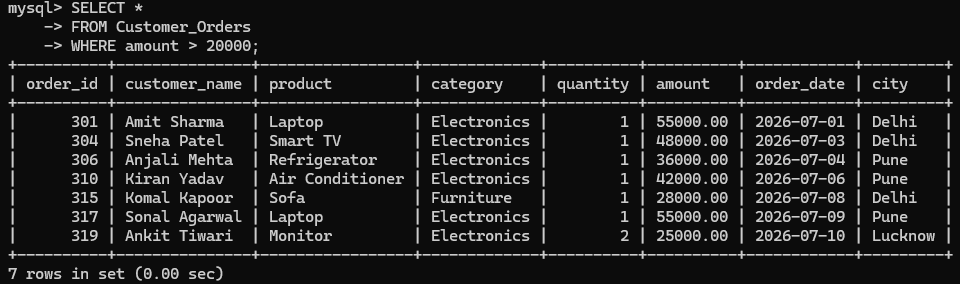 mysql> SELECT *
    -> FROM Customer_Orders
    -> WHERE amount > 20000;
+----------+---------------+-----------------+-------------+----------+----------+------------+---------+
| order_id | customer_name | product         | category    | quantity | amount   | order_date | city    |
+----------+---------------+-----------------+-------------+----------+----------+------------+---------+
|      301 | Amit Sharma   | Laptop          | Electronics |        1 | 55000.00 | 2026-07-01 | Delhi   |
|      304 | Sneha Patel   | Smart TV        | Electronics |        1 | 48000.00 | 2026-07-03 | Delhi   |
|      306 | Anjali Mehta  | Refrigerator    | Electronics |        1 | 36000.00 | 2026-07-04 | Pune    |
|      310 | Kiran Yadav   | Air Conditioner | Electronics |        1 | 42000.00 | 2026-07-06 | Pune    |
|      315 | Komal Kapoor  | Sofa            | Furniture   |        1 | 28000.00 | 2026-07-08 | Delhi   |
|      317 | Sonal Agarwal | Laptop          | Electronics |        1 | 55000.00 | 2026-07-09 | Pune    |
|      319 | Ankit Tiwari  | Monitor         | Electronics |        2 | 25000.00 | 2026-07-10 | Lucknow |
+----------+---------------+-----------------+-------------+----------+----------+------------+---------+
7 rows in set (0.00 sec)